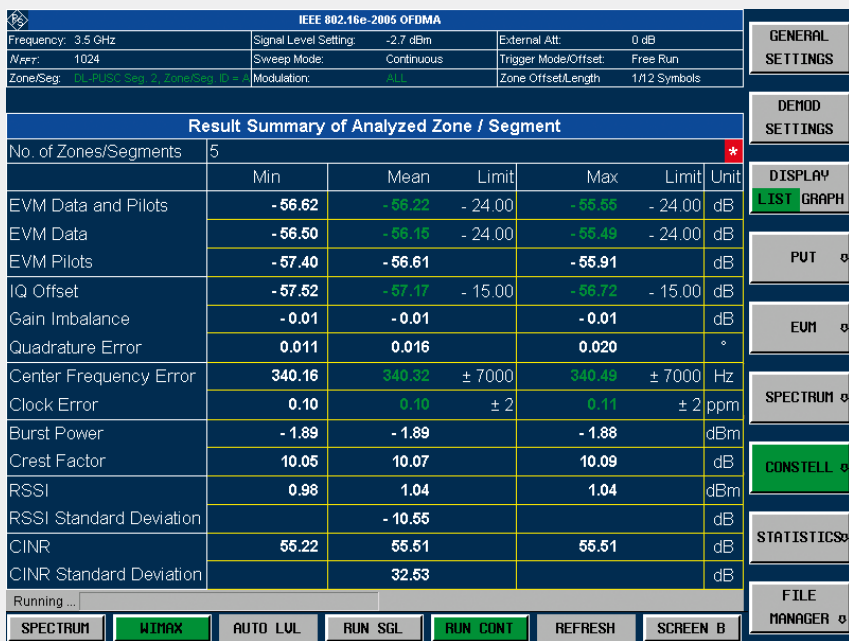 IEEE 802.16e-2005 OFDMA
Frequency: 3.5 GHz Signal Level Setting: -2.7 dBm External Att: 0 dB
NFFT: 1024 Sweep Mode: Continuous Trigger Mode/Offset: Free Run
Zone/Seg: DL-PUSC Seg. 2, Zone/Seg. ID = A Modulation: ALL Zone Offset/Length 1/12 Symbols
Result Summary of Analyzed Zone / Segment
No. of Zones/Segments 5 *
Min Mean Limit Max Limit Unit
EVM Data and Pilots - 56.62 - 56.22 - 24.00 - 55.55 - 24.00 dB
EVM Data - 56.50 - 56.15 - 24.00 - 55.49 - 24.00 dB
EVM Pilots - 57.40 - 56.61 - 55.91 dB
IQ Offset - 57.52 - 57.17 - 15.00 - 56.72 - 15.00 dB
Gain Imbalance - 0.01 - 0.01 - 0.01 dB
Quadrature Error 0.011 0.016 0.020 °
Center Frequency Error 340.16 340.32 ± 7000 340.49 ± 7000 Hz
Clock Error 0.10 0.10 ± 2 0.11 ± 2 ppm
Burst Power - 1.89 - 1.89 - 1.88 dBm
Crest Factor 10.05 10.07 10.09 dB
RSSI 0.98 1.04 1.04 dBm
RSSI Standard Deviation - 10.55 dB
CINR 55.22 55.51 55.51 dB
CINR Standard Deviation 32.53 dB
Running ...
SPECTRUM WIMAX AUTO LVL RUN SGL RUN CONT REFRESH SCREEN B
GENERAL
SETTINGS
DEMOD
SETTINGS
DISPLAY
LIST GRAPH
PVT
EVM
SPECTRUM
CONSTELL
STATISTICS
FILE
MANAGER